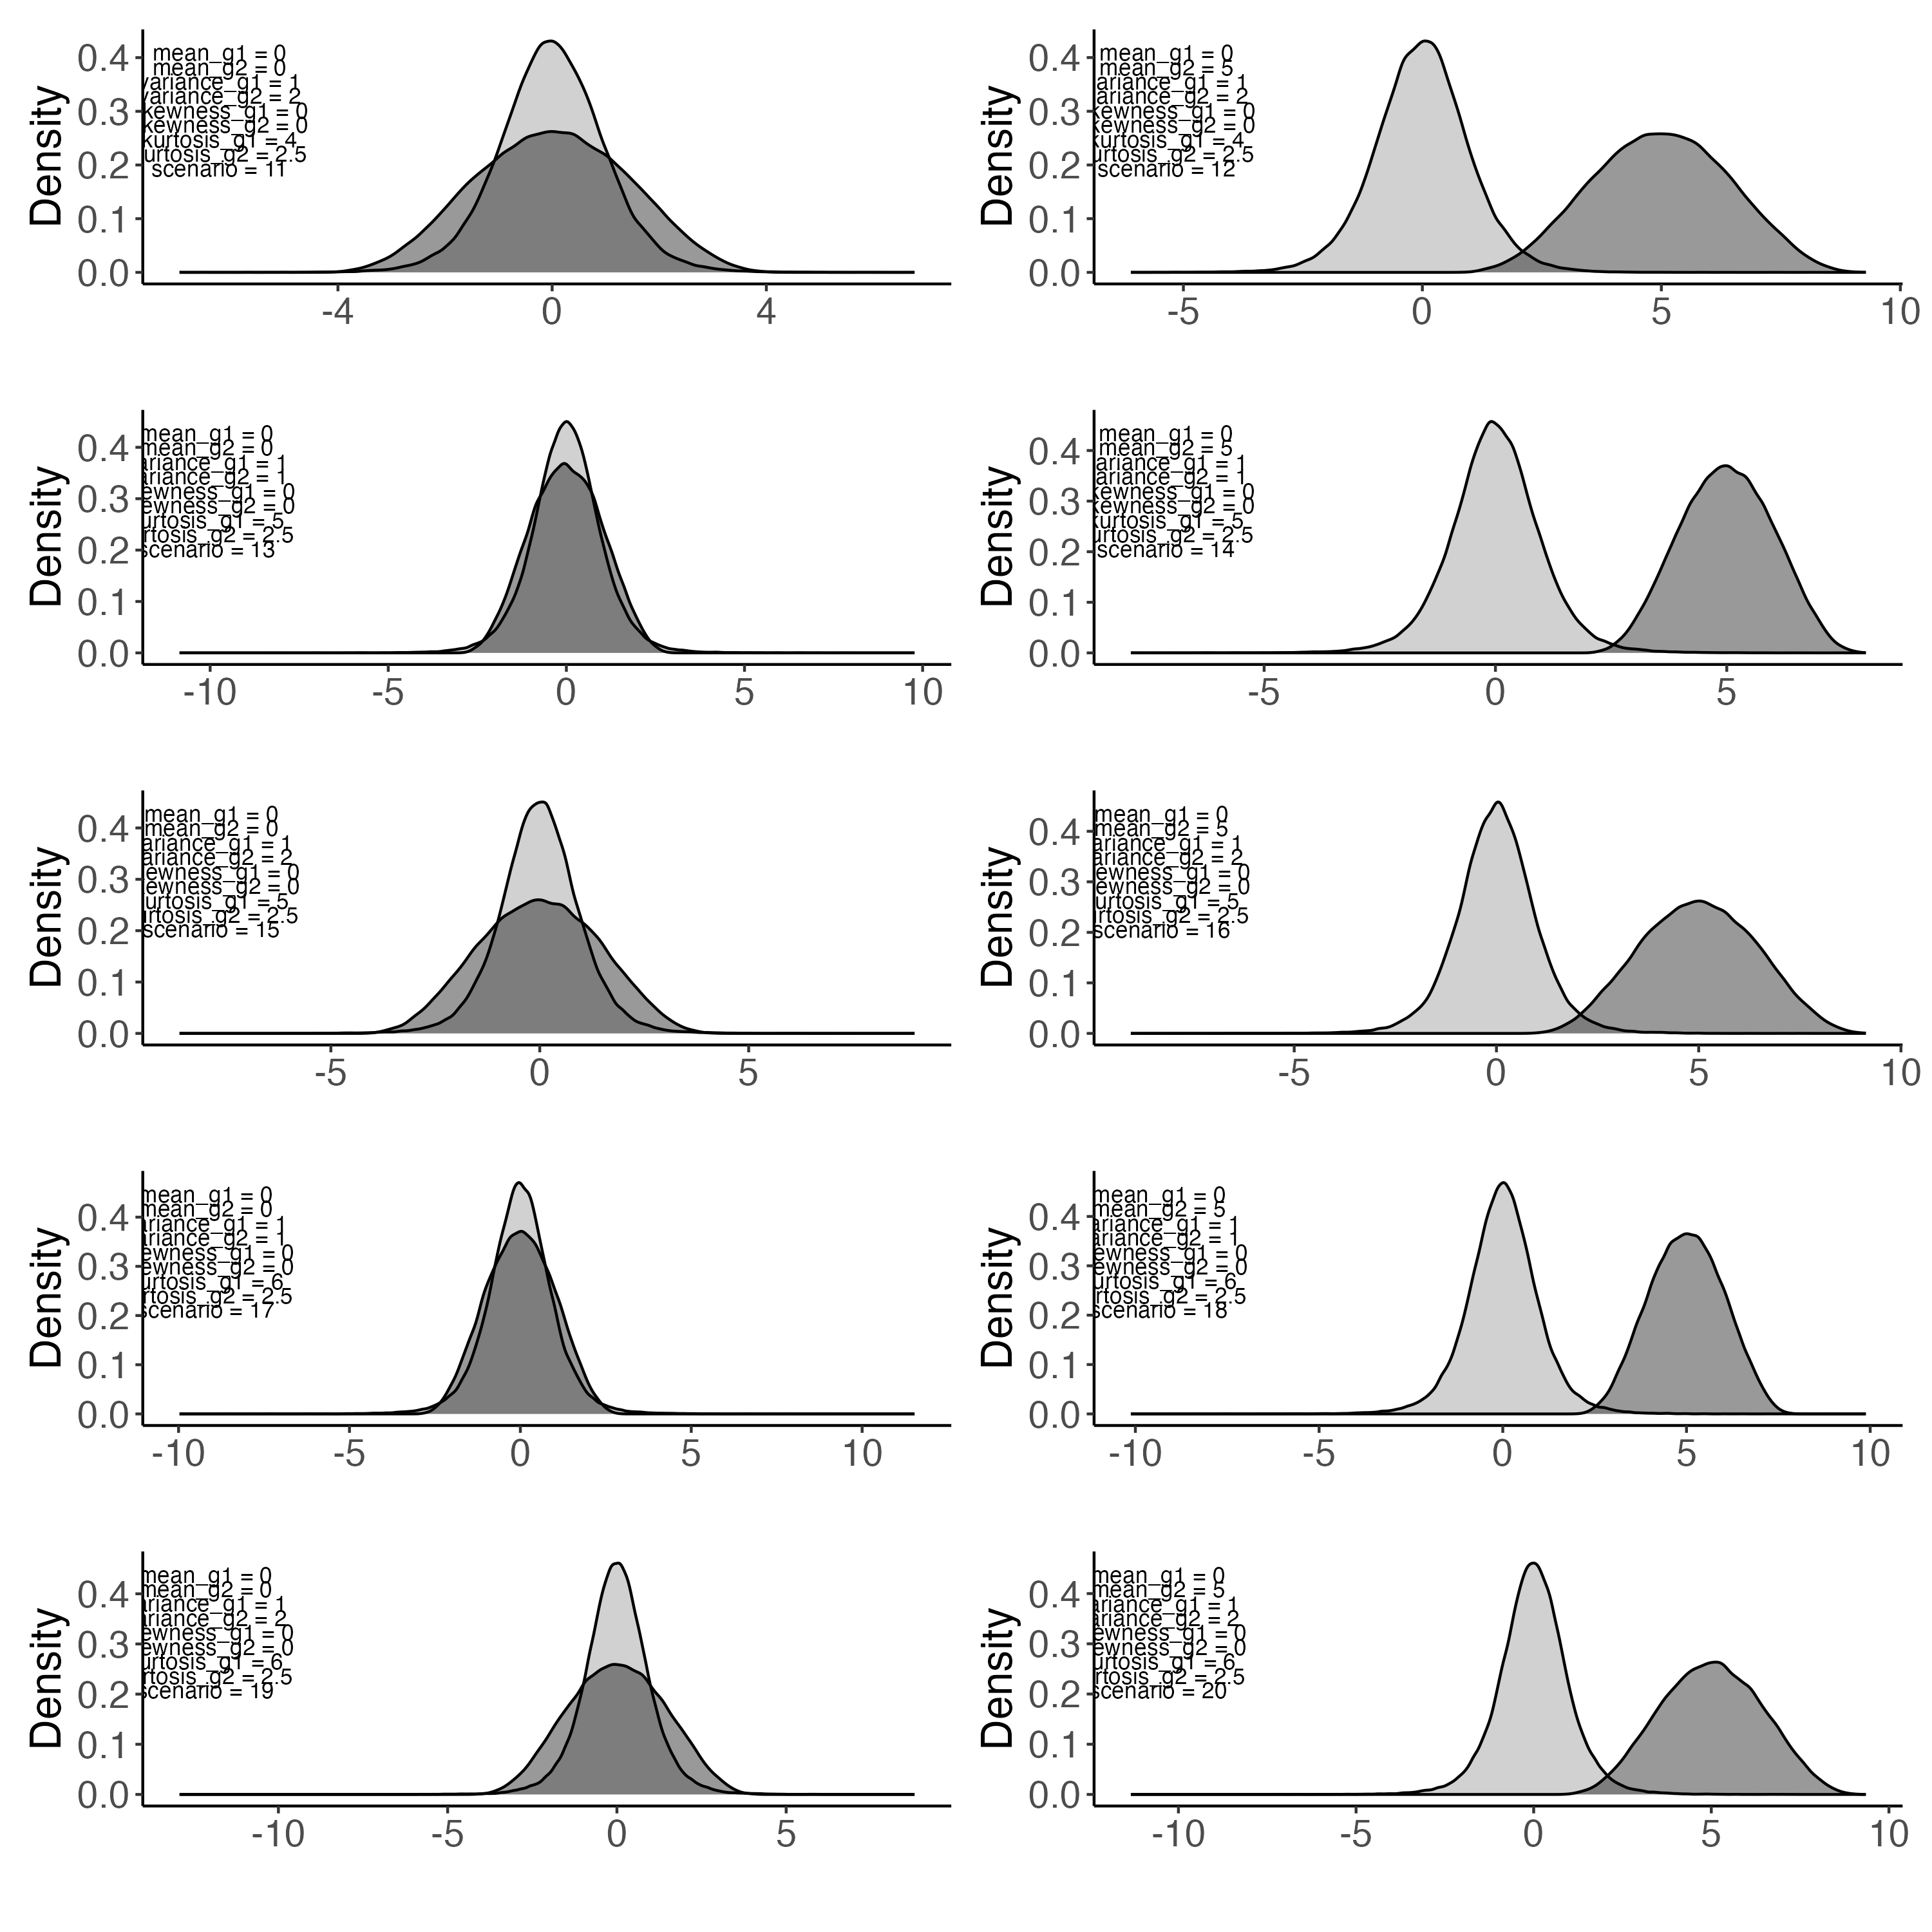 Density
0.4
0.3
0.2
0.1
0.0
mean_g1 = 0
mean_g2 = 0
variance_g1 = 1
variance_g2 = 2
kewness_g1 = 0
kewness_g2 = 0
kurtosis_g1 = 4
urtosis_g2 = 2.5
scenario = 11
-4 0 4
Density
0.4
0.3
0.2
0.1
0.0
mean_g1 = 0
mean_g2 = 5
ariance_g1 = 1
ariance_g2 = 2
kewness_g1 = 0
kewness_g2 = 0
kurtosis_g1 = 4
urtosis_g2 = 2.5
scenario = 12
-5 0 5 10
Density
0.4
0.3
0.2
0.1
0.0
mean_g1 = 0
mean_g2 = 0
ariance_g1 = 1
ariance_g2 = 1
ewness_g1 = 0
ewness_g2 = 0
urtosis_g1 = 5
rtosis_g2 = 2.5
scenario = 13
-10 -5 0 5 10
Density
0.4
0.3
0.2
0.1
0.0
mean_g1 = 0
mean_g2 = 5
ariance_g1 = 1
ariance_g2 = 1
kewness_g1 = 0
kewness_g2 = 0
kurtosis_g1 = 5
urtosis_g2 = 2.5
scenario = 14
-5 0 5
Density
0.4
0.3
0.2
0.1
0.0
mean_g1 = 0
mean_g2 = 0
ariance_g1 = 1
ariance_g2 = 2
ewness_g1 = 0
ewness_g2 = 0
urtosis_g1 = 5
urtosis_g2 = 2.5
scenario = 15
-5 0 5
Density
0.4
0.3
0.2
0.1
0.0
mean_g1 = 0
mean_g2 = 5
ariance_g1 = 1
ariance_g2 = 2
ewness_g1 = 0
ewness_g2 = 0
urtosis_g1 = 5
rtosis_g2 = 2.5
scenario = 16
-5 0 5 10
Density
0.4
0.3
0.2
0.1
0.0
mean_g1 = 0
mean_g2 = 0
ariance_g1 = 1
ariance_g2 = 1
ewness_g1 = 0
ewness_g2 = 0
urtosis_g1 = 6
rtosis_g2 = 2.5
scenario = 17
-10 -5 0 5 10
Density
0.4
0.3
0.2
0.1
0.0
mean_g1 = 0
mean_g2 = 5
ariance_g1 = 1
ariance_g2 = 1
ewness_g1 = 0
ewness_g2 = 0
urtosis_g1 = 6
rtosis_g2 = 2.5
scenario = 18
-10 -5 0 5 10
Density
0.4
0.3
0.2
0.1
0.0
mean_g1 = 0
mean_g2 = 0
ariance_g1 = 1
ariance_g2 = 2
ewness_g1 = 0
ewness_g2 = 0
urtosis_g1 = 6
rtosis_g2 = 2.5
scenario = 19
-10 -5 0 5
Density
0.4
0.3
0.2
0.1
0.0
mean_g1 = 0
mean_g2 = 5
ariance_g1 = 1
ariance_g2 = 2
ewness_g1 = 0
ewness_g2 = 0
urtosis_g1 = 6
rtosis_g2 = 2.5
scenario = 20
-10 -5 0 5 10